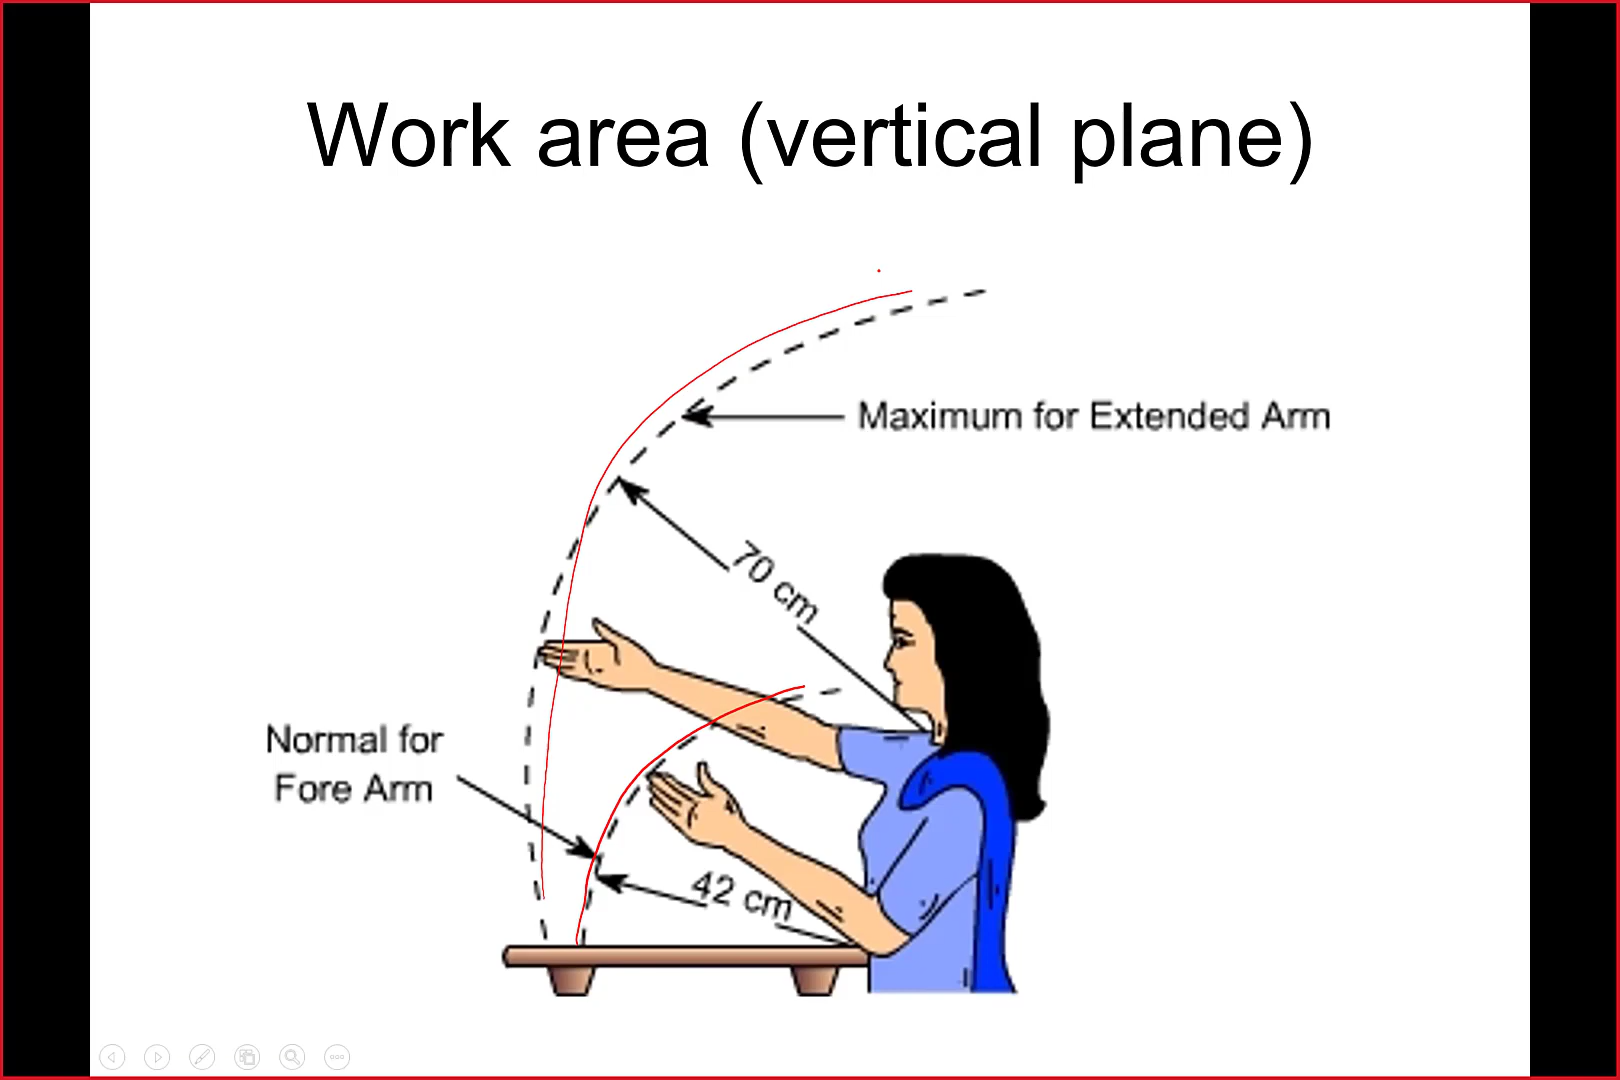 Work area (vertical plane)
Maximum for Extended Arm
70 cm
Normal for
Fore Arm
42 cm